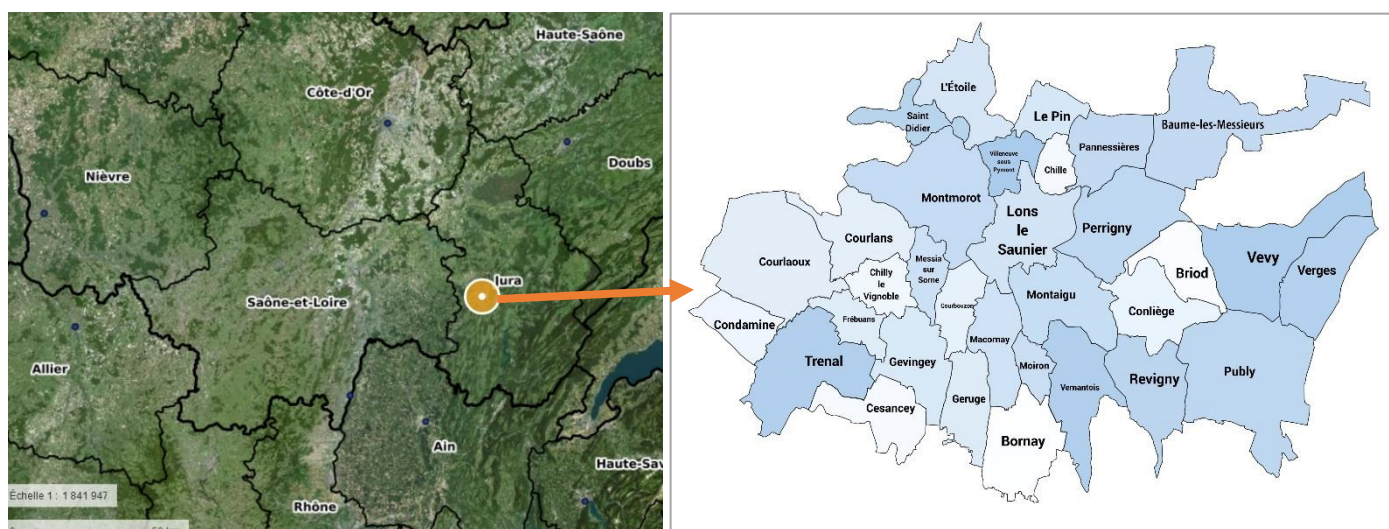 Haute-Saône
Côte-d'Or
Doubs
Nièvre
Jura
Saône-et-Loire
Allier
Ain
Haute-Sav
Rhône
Échelle 1 : 1 841 947
L'Étoile
Saint
Didier
Le Pin
Baume-les-Messieurs
Pannessières
Villeneuve
sous
Pymont
Chille
Montmorot
Lons
le
Saunier
Perrigny
Courlans
Courlaoux
Messia
sur
Sorne
Chilly
le
Vignoble
Briod
Vevy
Verges
Montaigu
Conliège
Courbouzon
Condamine
Frébuans
Macornay
Trenal
Gevingey
Moiron
Revigny
Publy
Vernantois
Geruge
Cesancey
Bornay